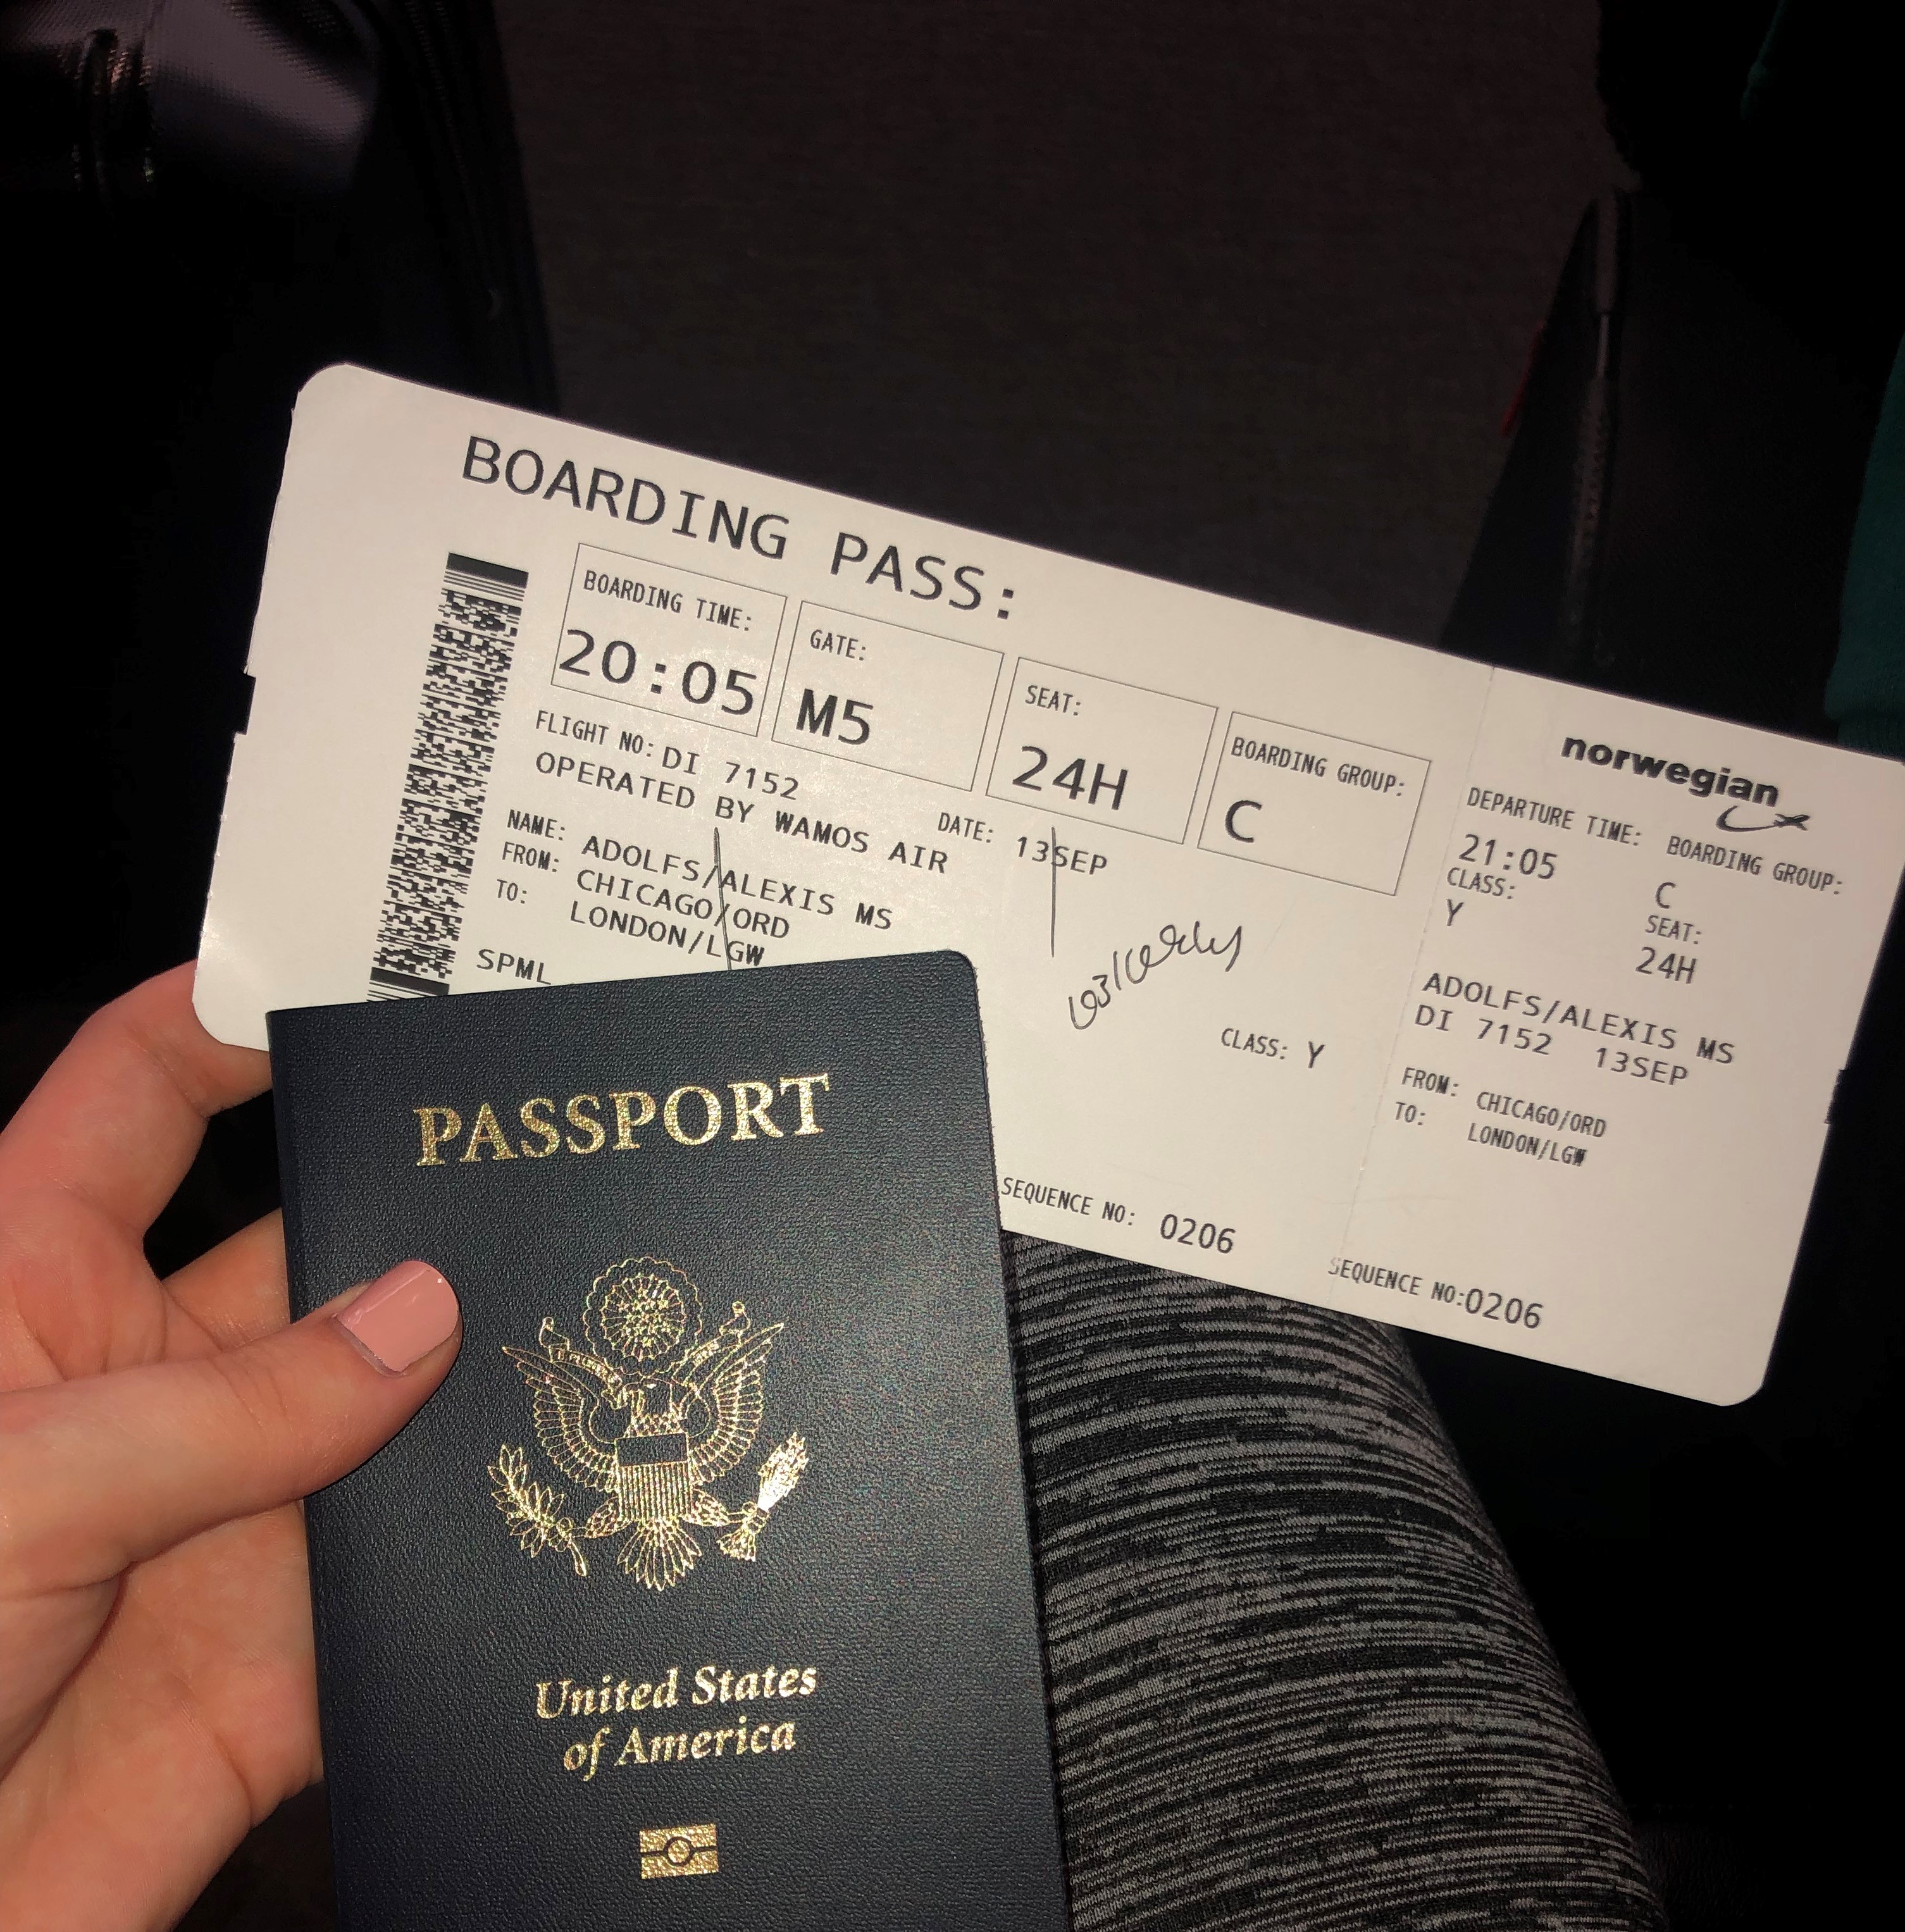 BOARDING PASS:
BOARDING TIME:
20:05
GATE:
M5
SEAT:
24H
BOARDING GROUP:
C
FLIGHT NO: DI 7152
OPERATED BY WAMOS AIR
DATE: 13SEP
NAME: ADOLFS/ALEXIS MS
FROM: CHICAGO/ORD
TO: LONDON/LGW
SPML
CLASS: Y
SEQUENCE NO: 0206
norwegian
DEPARTURE TIME: BOARDING GROUP:
21:05 C
CLASS: SEAT:
Y 24H
ADOLFS/ALEXIS MS
DI 7152 13SEP
FROM: CHICAGO/ORD
TO: LONDON/LGW
SEQUENCE NO:0206
PASSPORT
United States
of America